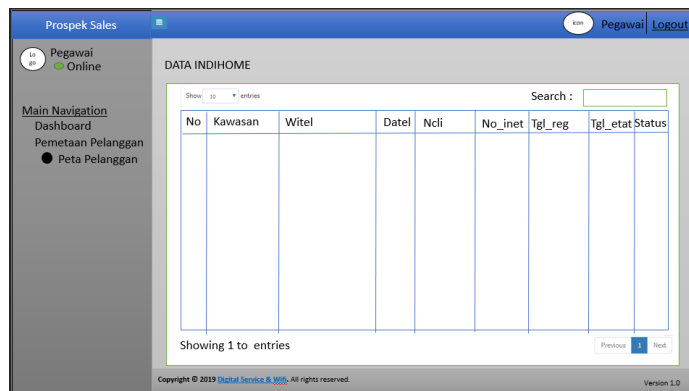 Prospek Sales
icon Pegawai Logout
Lo
go
Pegawai
Online
Main Navigation
Dashboard
Pemetaan Pelanggan
Peta Pelanggan
DATA INDIHOME
Show 10 entries
Search :
No Kawasan Witel Datel Ncli No_inet Tgl_reg Tgl_etat Status
Showing 1 to entries
Previous 1 Next
Copyright © 2019 Digital Service & Wifi. All rights reserved.
Version 1.0